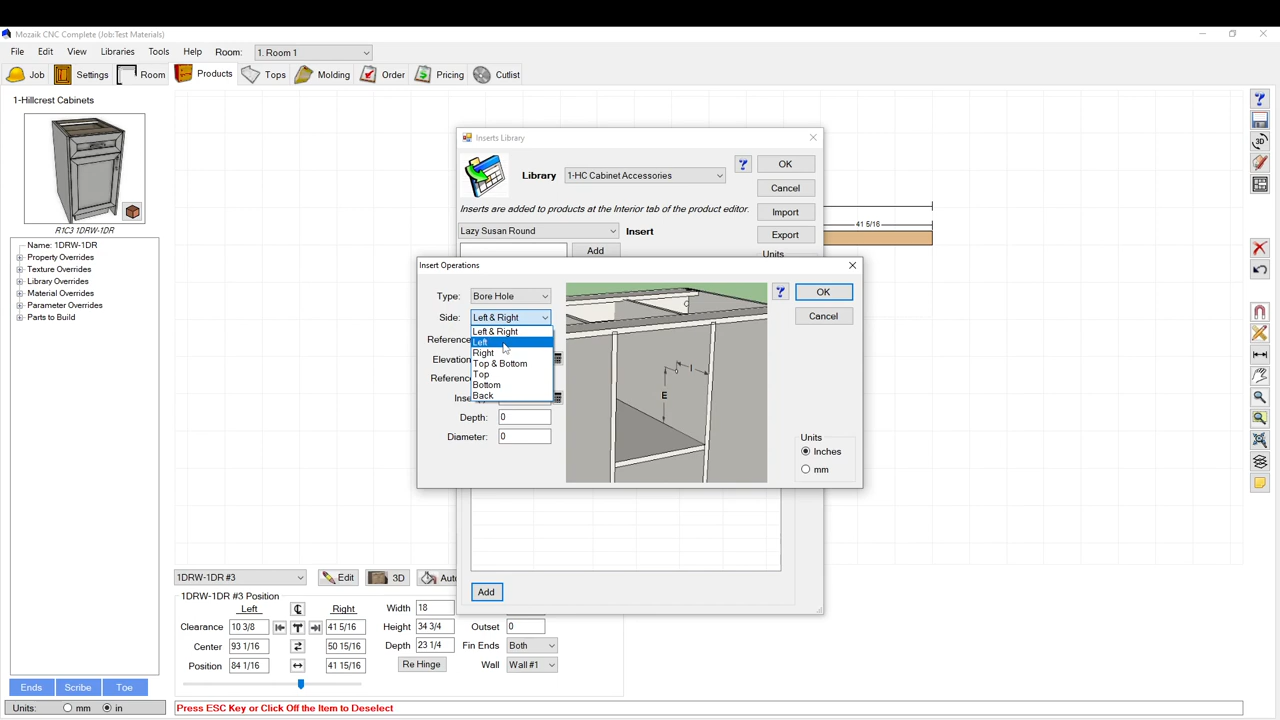 Mozaik CNC Complete (Job:Test Materials)
File Edit View Libraries Tools Help Room: 1. Room 1
Job Settings Room Products Tops Molding Order Pricing Cutlist
1-Hillcrest Cabinets
R1C3 1DRW-1DR
Name: 1DRW-1DR
Property Overrides
Texture Overrides
Library Overrides
Material Overrides
Parameter Overrides
Parts to Build
Ends Scribe Toe
Units: mm in
Inserts Library
Library 1-HC Cabinet Accessories ? OK
Cancel
Inserts are added to products at the Interior tab of the product editor.
Import
Lazy Susan Round Insert Export
Add Units
41 5/16
Insert Operations
Type: Bore Hole ? OK
Side: Left & Right Cancel
Left & Right
Reference
Left
Right
Elevation
Top & Bottom
Top
Reference
Bottom
Back
Depth: 0
Diameter: 0
I
E
Units
Inches
mm
Add
1DRW-1DR #3 Edit 3D
1DRW-1DR #3 Position
Left Right Width 18
Clearance 10 3/8 41 5/16 Height 34 3/4 Outset 0
Center 93 1/16 50 15/16 Depth 23 1/4 Fin Ends Both
Position 84 1/16 41 15/16 Re Hinge Wall Wall #1
Press ESC Key or Click Off the Item to Deselect
?
3D